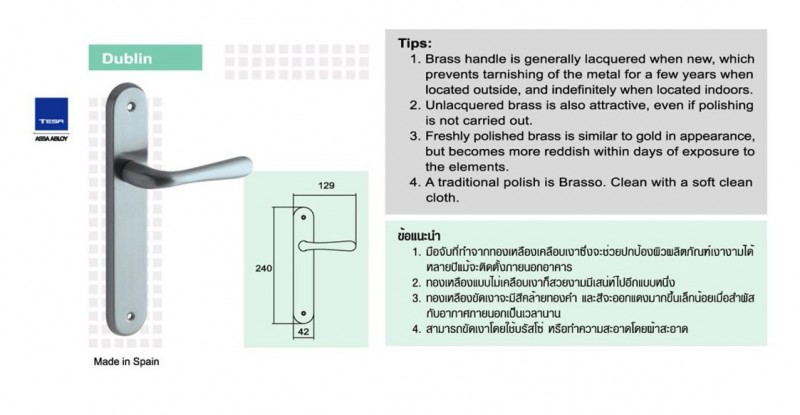 Dublin
TESA
ASSA ABLOY
129
240
42
Made in Spain
Tips:
1. Brass handle is generally lacquered when new, which
prevents tarnishing of the metal for a few years when
located outside, and indefinitely when located indoors.
2. Unlacquered brass is also attractive, even if polishing
is not carried out.
3. Freshly polished brass is similar to gold in appearance,
but becomes more reddish within days of exposure to
the elements.
4. A traditional polish is Brasso. Clean with a soft clean
cloth.
ข้อแนะนำ
1. มือจับที่ทำจากทองเหลืองเคลือบเงาซึ่งจะช่วยปกป้องผิวผลิตภัณฑ์เงางามได้
หลายปีแม้จะติดตั้งภายนอกอาคาร
2. ทองเหลืองแบบไม่เคลือบเงาก็สวยงามมีเสน่ห์ไปอีกแบบหนึ่ง
3. ทองเหลืองขัดเงาจะมีสีคล้ายทองคำ และสีจะออกแดงมากขึ้นเล็กน้อยเมื่อสัมผัส
กับอากาศภายนอกเป็นเวลานาน
4. สามารถขัดเงาโดยใช้บรัสโซ่ หรือทำความสะอาดโดยผ้าสะอาด